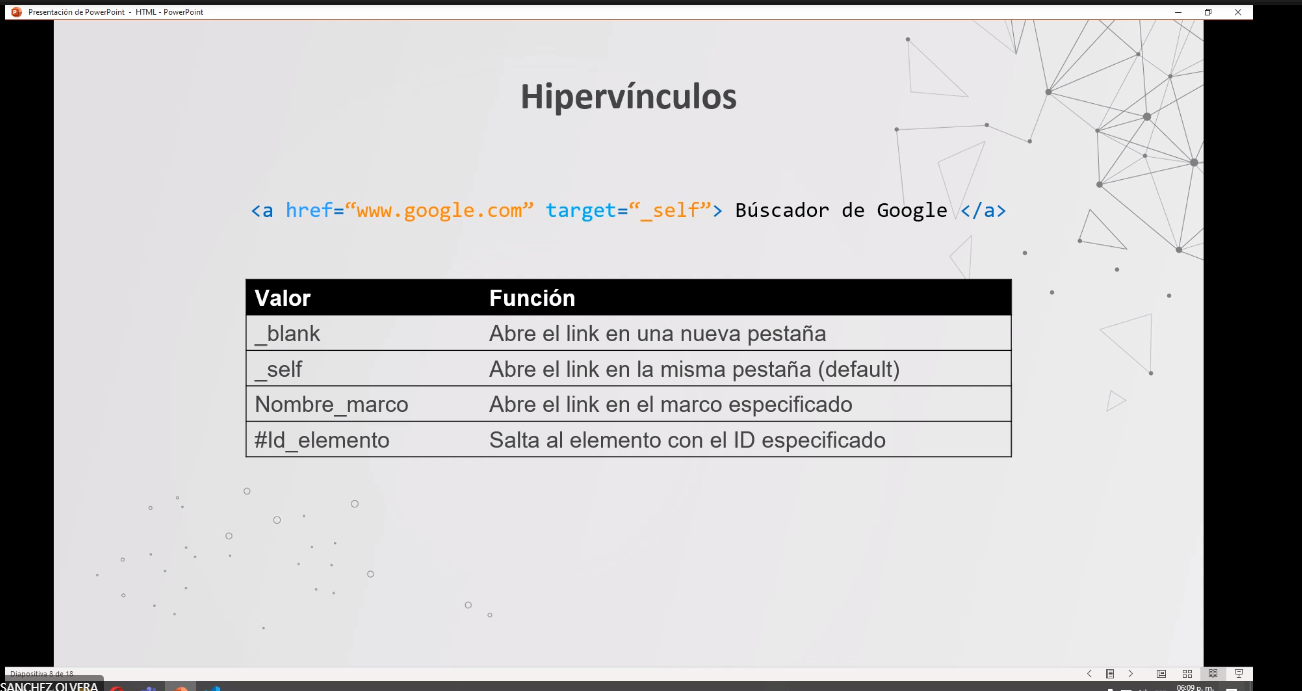 Presentación de PowerPoint - HTML - PowerPoint
Hipervínculos
<a href=“www.google.com” target=“_self”> Búscador de Google </a>
Valor Función
_blank Abre el link en una nueva pestaña
_self Abre el link en la misma pestaña (default)
Nombre_marco Abre el link en el marco especificado
#Id_elemento Salta al elemento con el ID especificado
Diapositiva 8 de 18
SANCHEZ OLVERA
06:09 p. m.